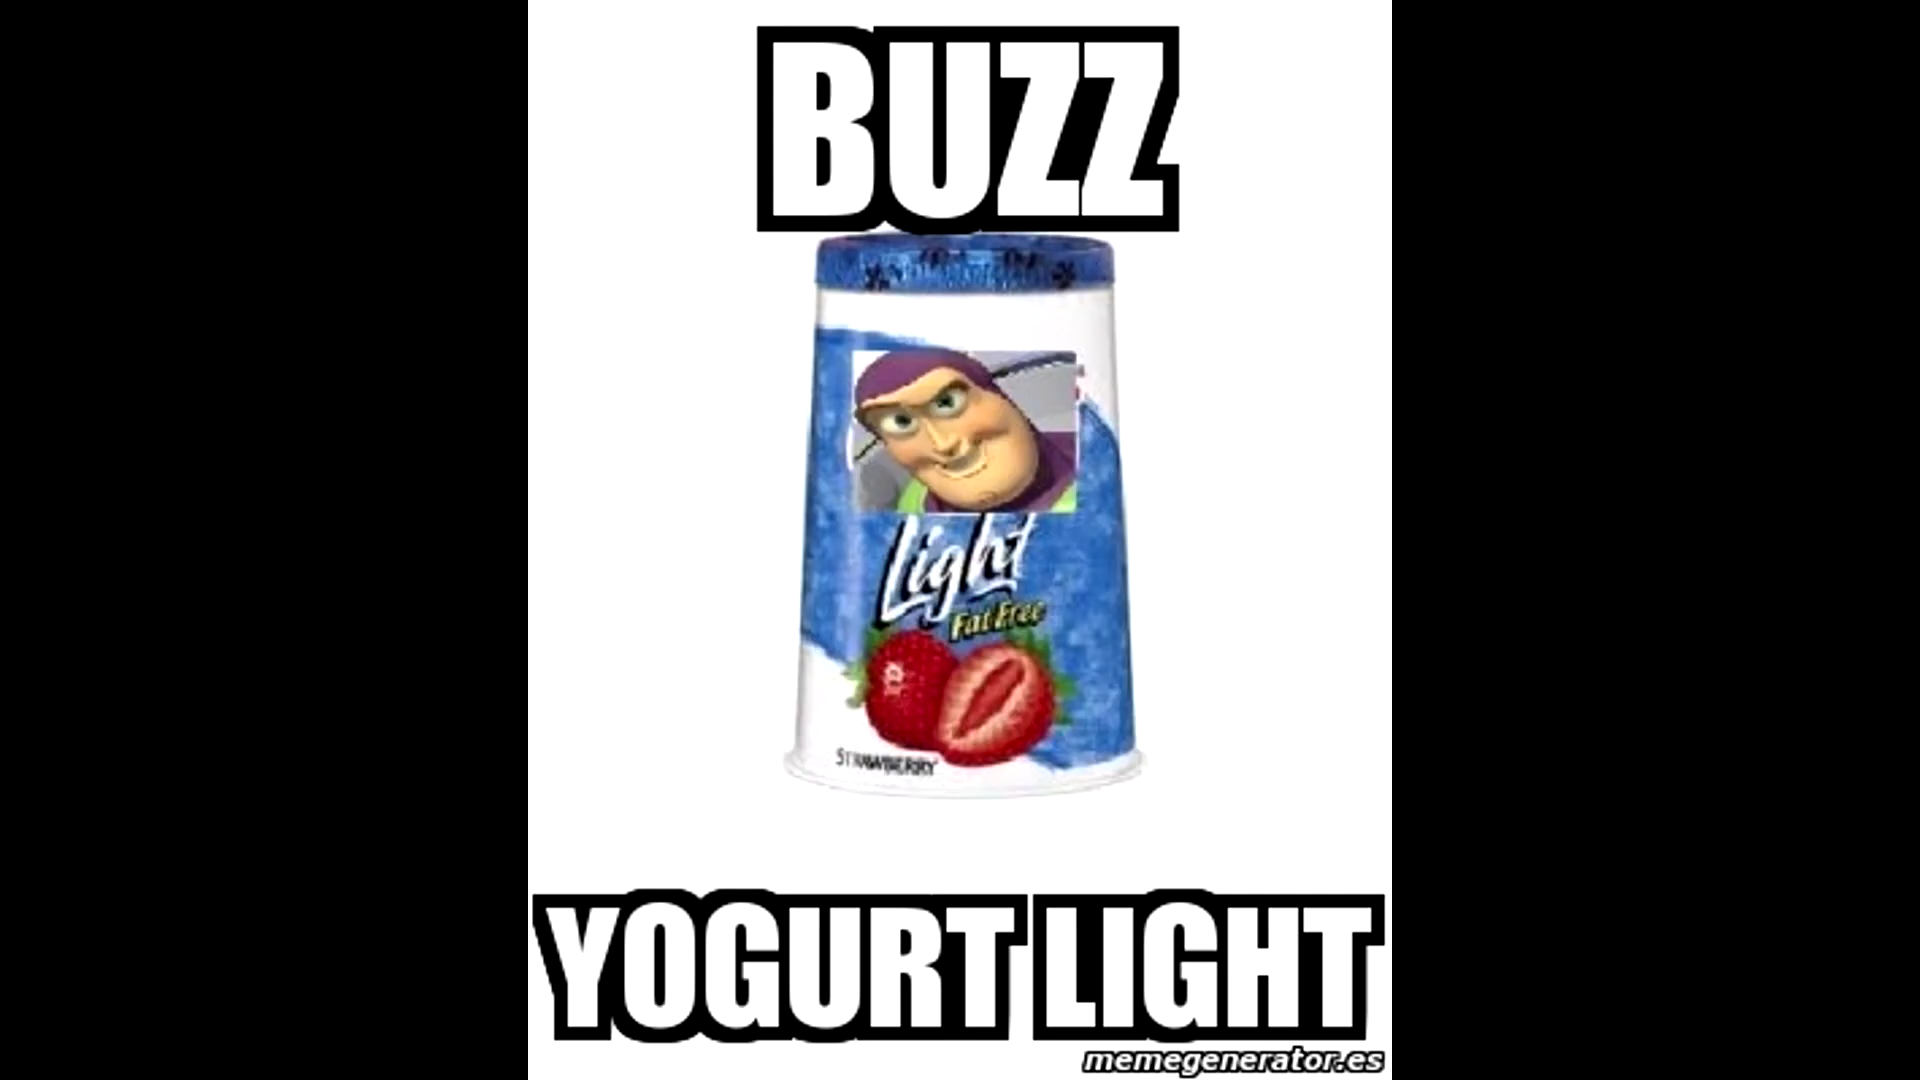 BUZZ
Light
Fat Free
STRAWBERRY
YOGURT LIGHT
memegenerator.es